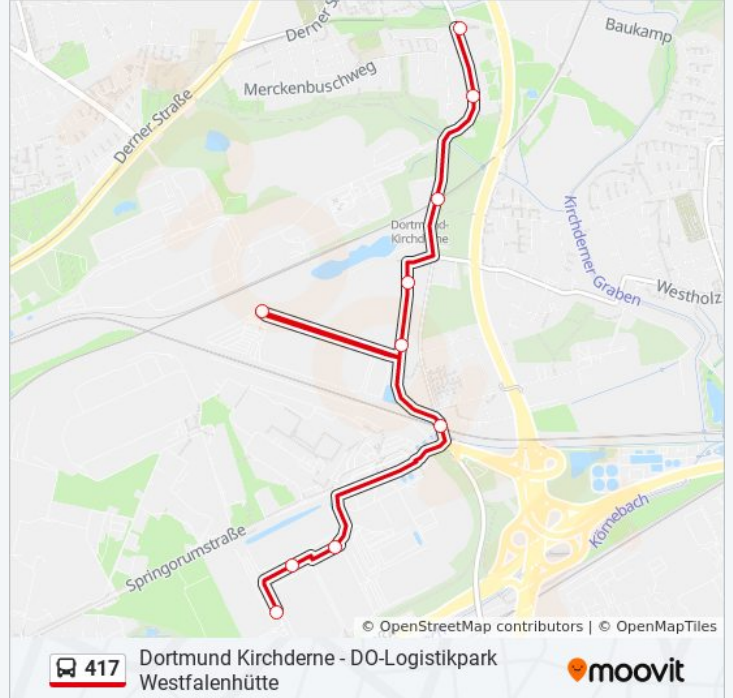 Derner S
Baukamp
Merckenbuschweg
Derner Straße
Kirchderner Graben
Dortmund-
Kirchderne
Westholz
Körnebach
Springorumstraße
© OpenStreetMap contributors | © OpenMapTiles
417
Dortmund Kirchderne - DO-Logistikpark
Westfalenhütte
moovit